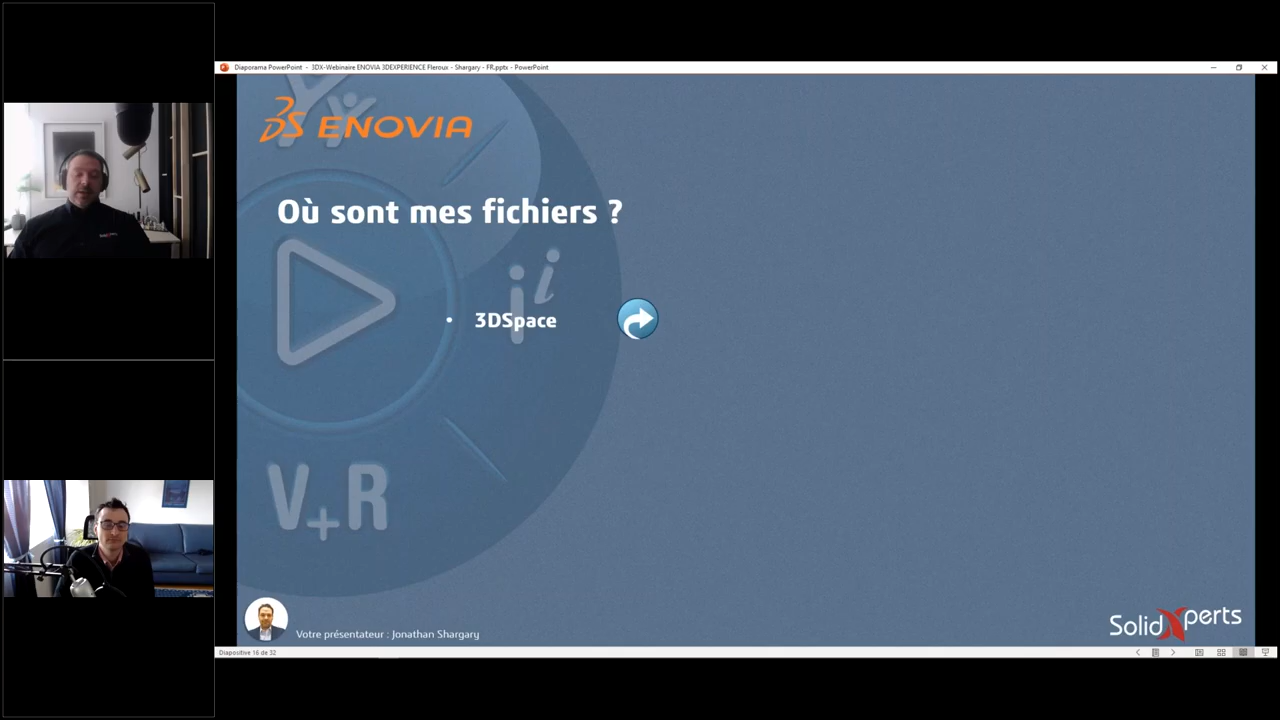 Diaporama PowerPoint - 3DX-Webinaire ENOVIA 3DEXPERIENCE Fleroux - Shargary - FR.pptx - PowerPoint
3S ENOVIA
Où sont mes fichiers ?
i i
• 3DSpace
V+R
Votre présentateur : Jonathan Shargary
SolidXperts
Diapositive 16 de 32